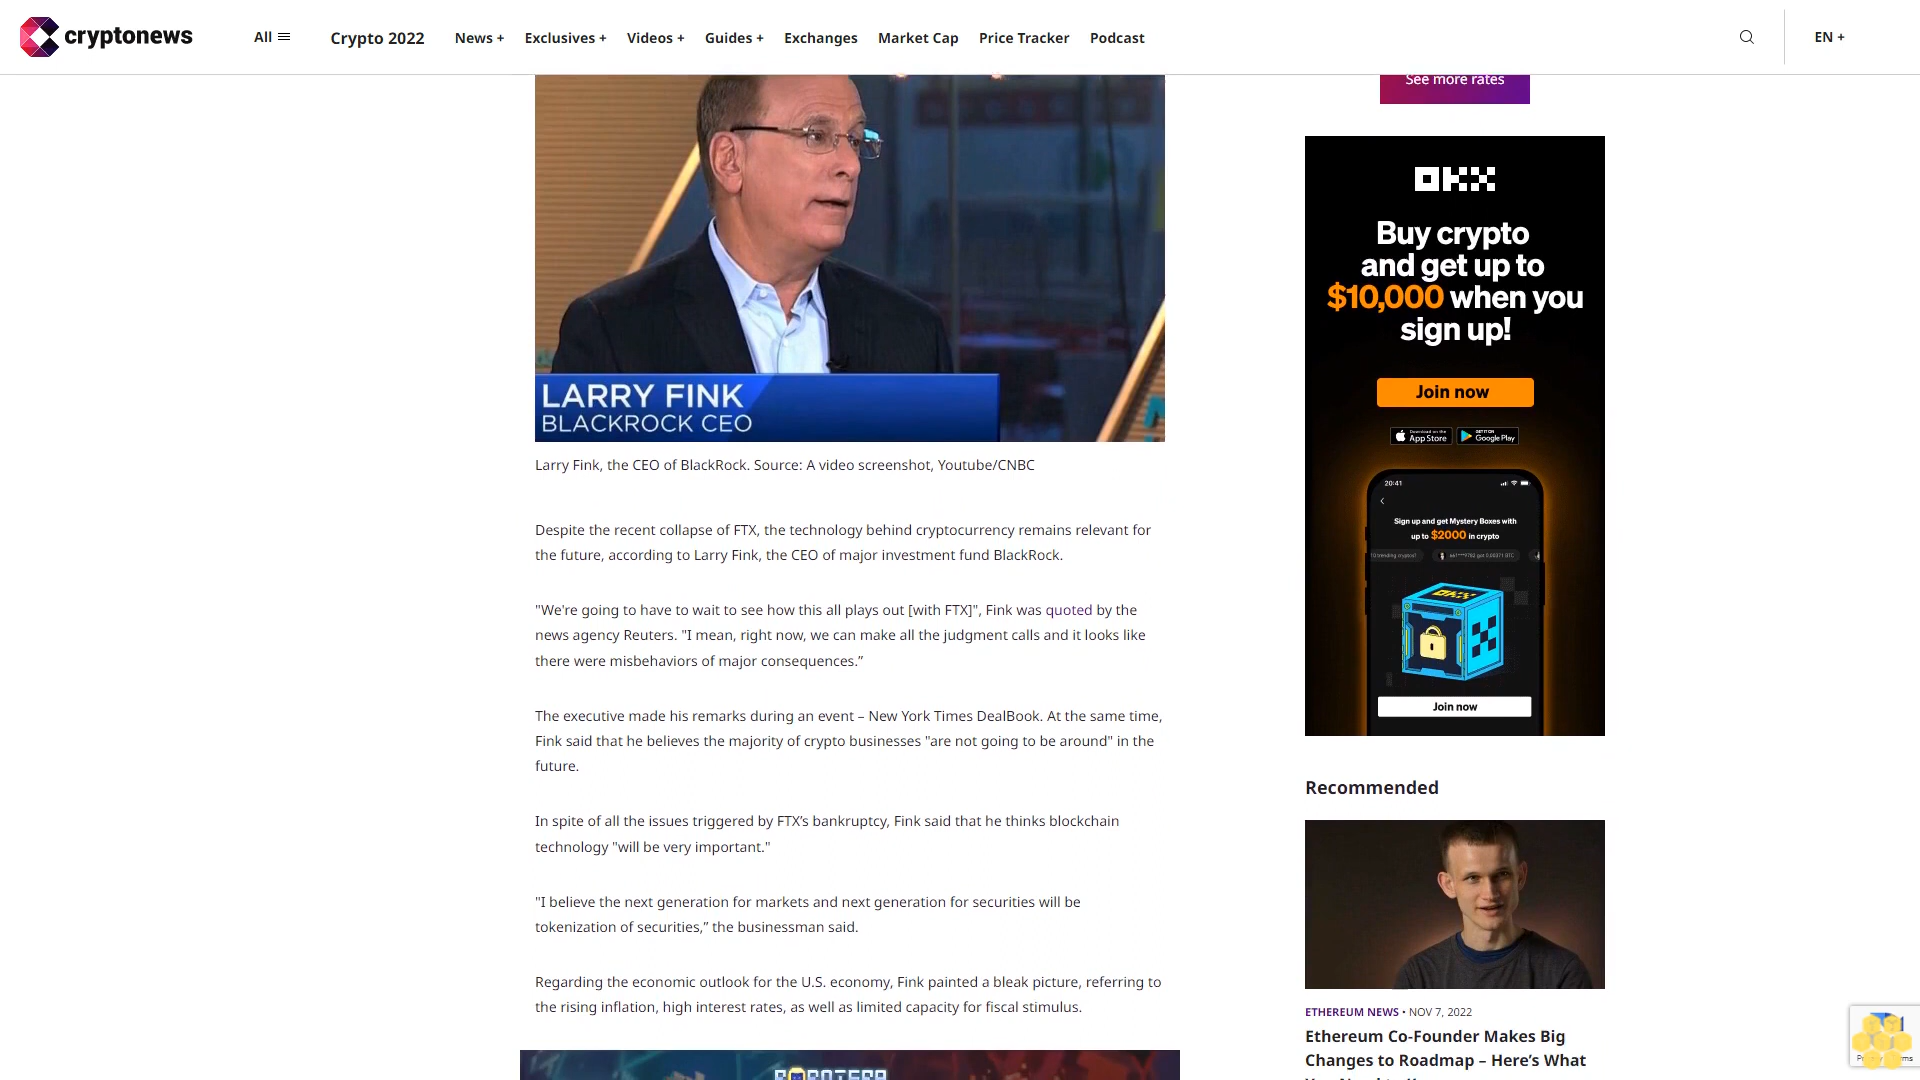 cryptonews
All
Crypto 2022
News +
Exclusives +
Videos +
Guides +
Exchanges
Market Cap
Price Tracker
Podcast
EN +
LARRY FINK
BLACKROCK CEO
Larry Fink, the CEO of BlackRock. Source: A video screenshot, Youtube/CNBC
Despite the recent collapse of FTX, the technology behind cryptocurrency remains relevant for
the future, according to Larry Fink, the CEO of major investment fund BlackRock.
"We're going to have to wait to see how this all plays out [with FTX]", Fink was quoted by the
news agency Reuters. "I mean, right now, we can make all the judgment calls and it looks like
there were misbehaviors of major consequences.”
The executive made his remarks during an event – New York Times DealBook. At the same time,
Fink said that he believes the majority of crypto businesses "are not going to be around" in the
future.
In spite of all the issues triggered by FTX’s bankruptcy, Fink said that he thinks blockchain
technology "will be very important."
"I believe the next generation for markets and next generation for securities will be
tokenization of securities,” the businessman said.
Regarding the economic outlook for the U.S. economy, Fink painted a bleak picture, referring to
the rising inflation, high interest rates, as well as limited capacity for fiscal stimulus.
See more rates
OKX
Buy crypto
and get up to
$10,000 when you
sign up!
Join now
Download on the
App Store
GET IT ON
Google Play
20:41
Sign up and get Mystery Boxes with
up to $2000 in crypto
OKX
Join now
Recommended
ETHEREUM NEWS • NOV 7, 2022
Ethereum Co-Founder Makes Big
Changes to Roadmap – Here’s What